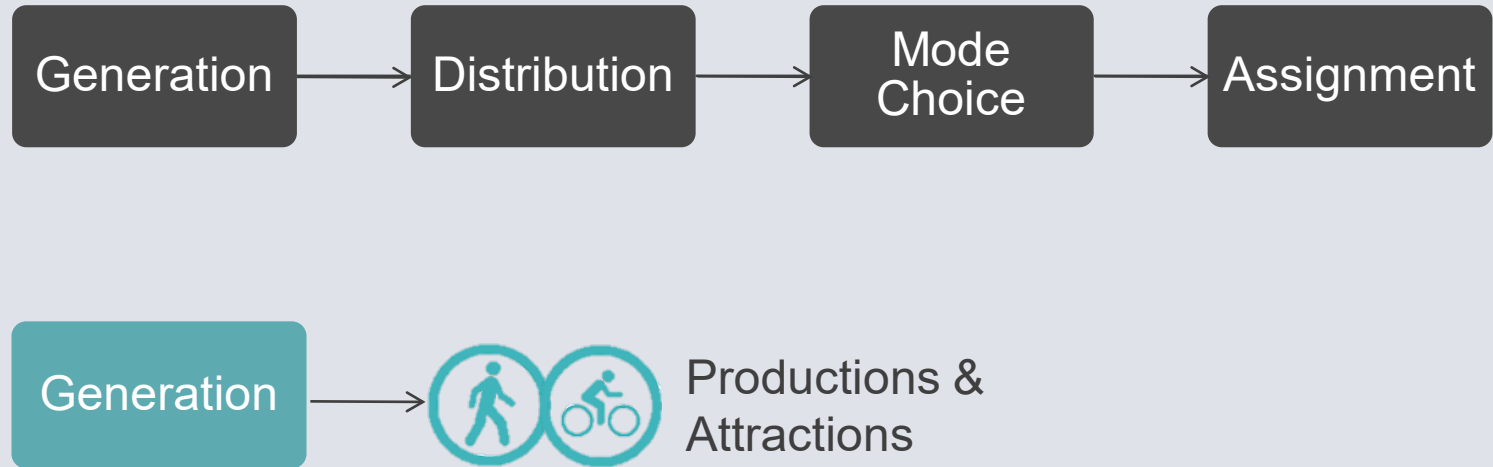 Generation
Distribution
Mode
Choice
Assignment
Generation
Productions &
Attractions